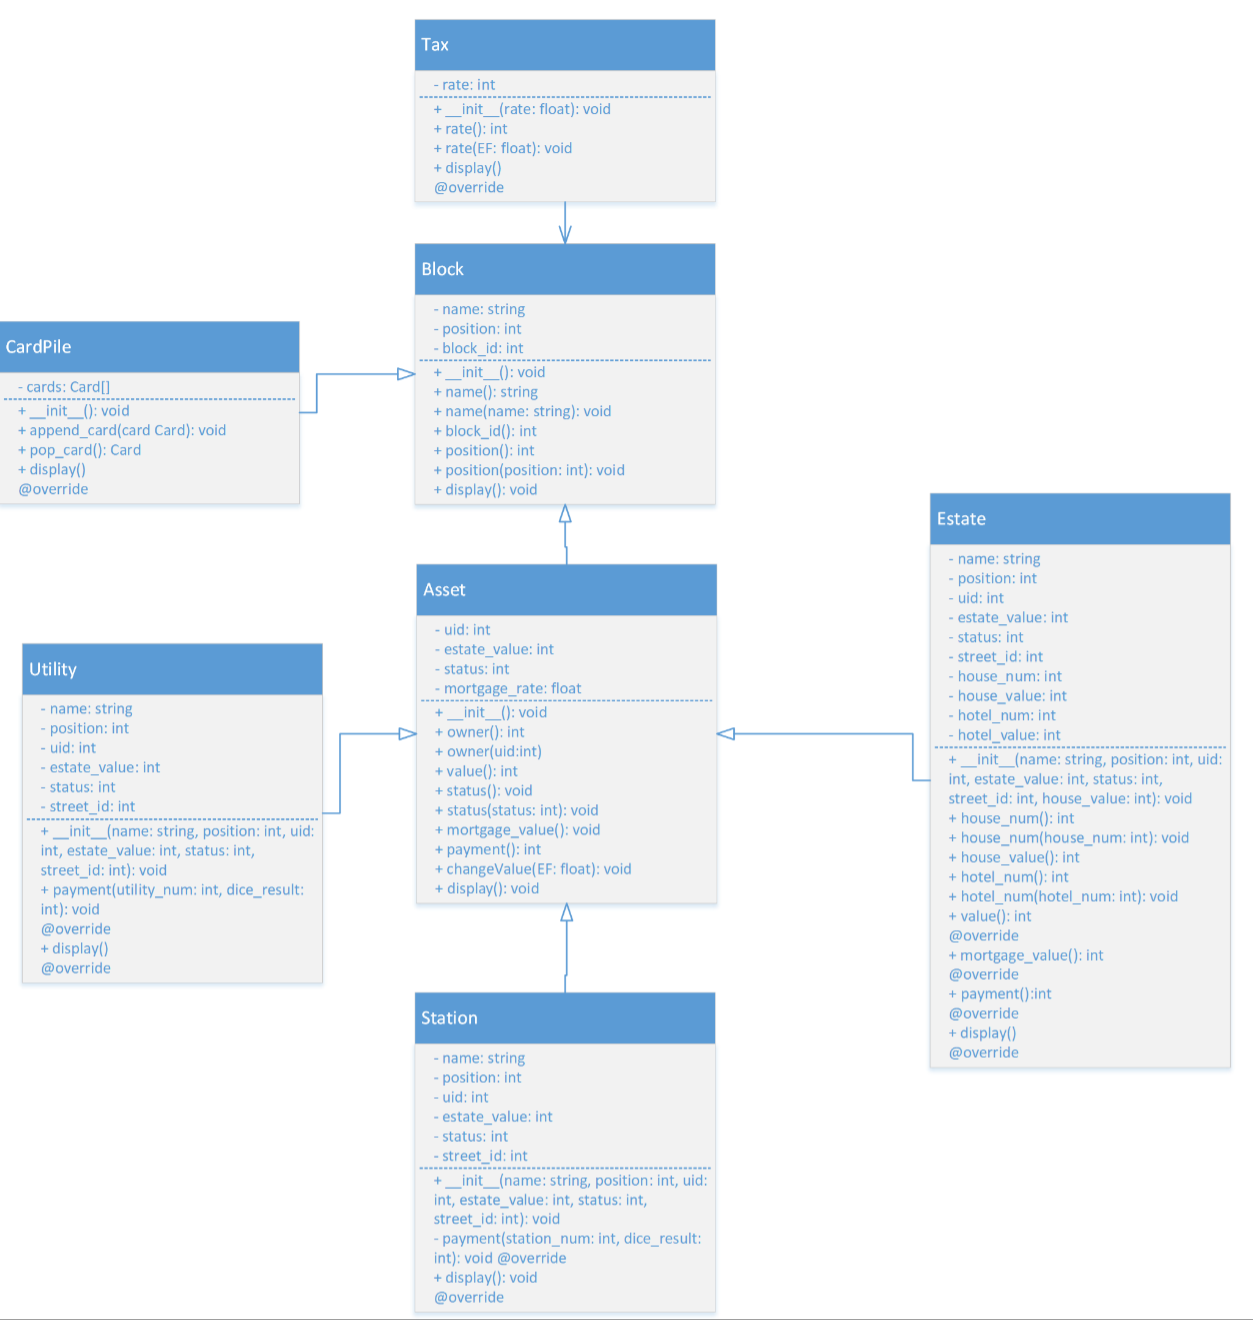 Tax
- rate: int
+ __init__(rate: float): void
+ rate(): int
+ rate(EF: float): void
+ display()
@override
Block
- name: string
- position: int
- block_id: int
+ __init__(): void
+ name(): string
+ name(name: string): void
+ block_id(): int
+ position(): int
+ position(position: int): void
+ display(): void
CardPile
- cards: Card[]
+ __init__(): void
+ append_card(card Card): void
+ pop_card(): Card
+ display()
@override
Asset
- uid: int
- estate_value: int
- status: int
- mortgage_rate: float
+ __init__(): void
+ owner(): int
+ owner(uid:int)
+ value(): int
+ status(): void
+ status(status: int): void
+ mortgage_value(): void
+ payment(): int
+ changeValue(EF: float): void
+ display(): void
Estate
- name: string
- position: int
- uid: int
- estate_value: int
- status: int
- street_id: int
- house_num: int
- house_value: int
- hotel_num: int
- hotel_value: int
+ __init__(name: string, position: int, uid:
int, estate_value: int, status: int,
street_id: int, house_value: int): void
+ house_num(): int
+ house_num(house_num: int): void
+ house_value(): int
+ hotel_num(): int
+ hotel_num(hotel_num: int): void
+ value(): int
@override
+ mortgage_value(): int
@override
+ payment():int
@override
+ display()
@override
Utility
- name: string
- position: int
- uid: int
- estate_value: int
- status: int
- street_id: int
+ __init__(name: string, position: int, uid:
int, estate_value: int, status: int,
street_id: int): void
+ payment(utility_num: int, dice_result:
int): void
@override
+ display()
@override
Station
- name: string
- position: int
- uid: int
- estate_value: int
- status: int
- street_id: int
+ __init__(name: string, position: int, uid:
int, estate_value: int, status: int,
street_id: int): void
- payment(station_num: int, dice_result:
int): void @override
+ display(): void
@override